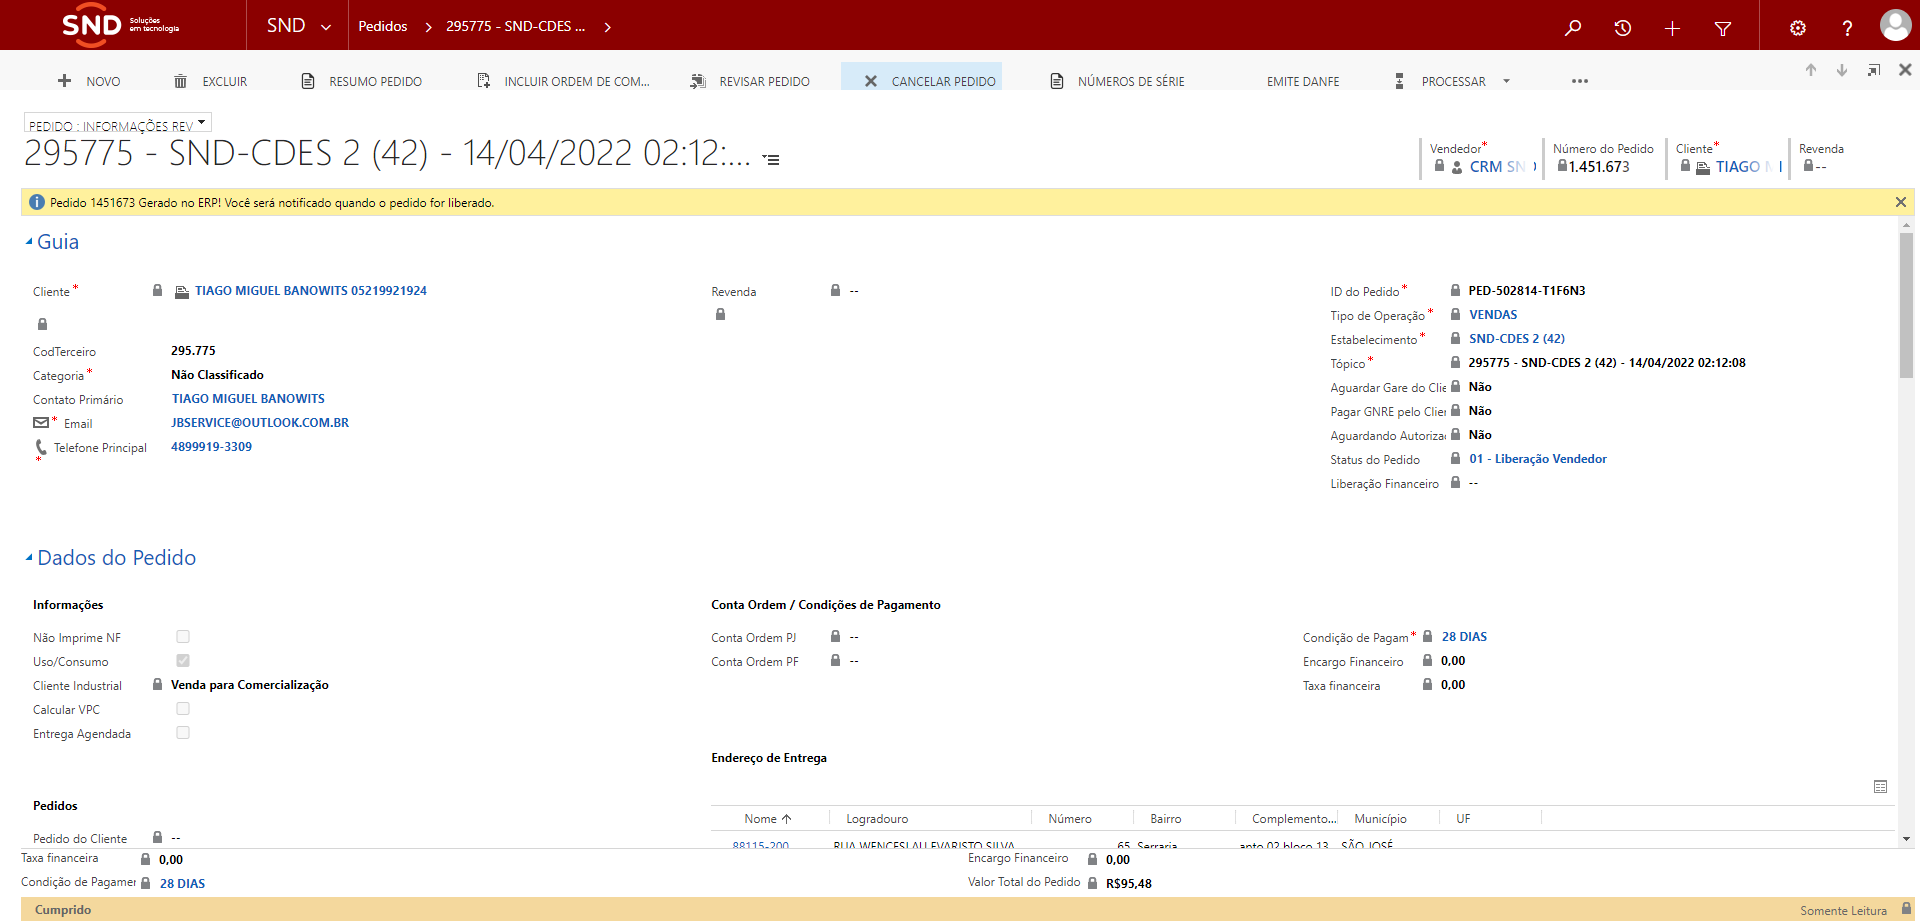 SND Soluções em tecnologia
SND
Pedidos
295775 - SND-CDES ...
NOVO
EXCLUIR
RESUMO PEDIDO
INCLUIR ORDEM DE COM...
REVISAR PEDIDO
CANCELAR PEDIDO
NÚMEROS DE SÉRIE
EMITE DANFE
PROCESSAR
PEDIDO : INFORMAÇÕES REV
295775 - SND-CDES 2 (42) - 14/04/2022 02:12:...
Vendedor*
CRM SN
Número do Pedido
1.451.673
Cliente*
TIAGO
Revenda
--
Pedido 1451673 Gerado no ERP! Você será notificado quando o pedido for liberado.
Guia
Cliente* TIAGO MIGUEL BANOWITS 05219921924
CodTerceiro 295.775
Categoria* Não Classificado
Contato Primário TIAGO MIGUEL BANOWITS
* Email JBSERVICE@OUTLOOK.COM.BR
Telefone Principal 4899919-3309
*
Revenda --
ID do Pedido* PED-502814-T1F6N3
Tipo de Operação* VENDAS
Estabelecimento* SND-CDES 2 (42)
Tópico* 295775 - SND-CDES 2 (42) - 14/04/2022 02:12:08
Aguardar Gare do Clie Não
Pagar GNRE pelo Clier Não
Aguardando Autoriza Não
Status do Pedido 01 - Liberação Vendedor
Liberação Financeiro --
Dados do Pedido
Informações
Não Imprime NF
Uso/Consumo
Cliente Industrial Venda para Comercialização
Calcular VPC
Entrega Agendada
Conta Ordem / Condições de Pagamento
Conta Ordem PJ --
Conta Ordem PF --
Condição de Pagam* 28 DIAS
Encargo Financeiro 0,00
Taxa financeira 0,00
Endereço de Entrega
Nome Logradouro Número Bairro Complemento... Município UF
88115-200 RUA WENCESLAU EVARISTO SILVA 65 Serraria apto 02 bloco 13 SÃO JOSÉ
Pedidos
Pedido do Cliente --
Taxa financeira 0,00
Condição de Pagamer 28 DIAS
Encargo Financeiro 0,00
Valor Total do Pedido R$95,48
Cumprido
Somente Leitura